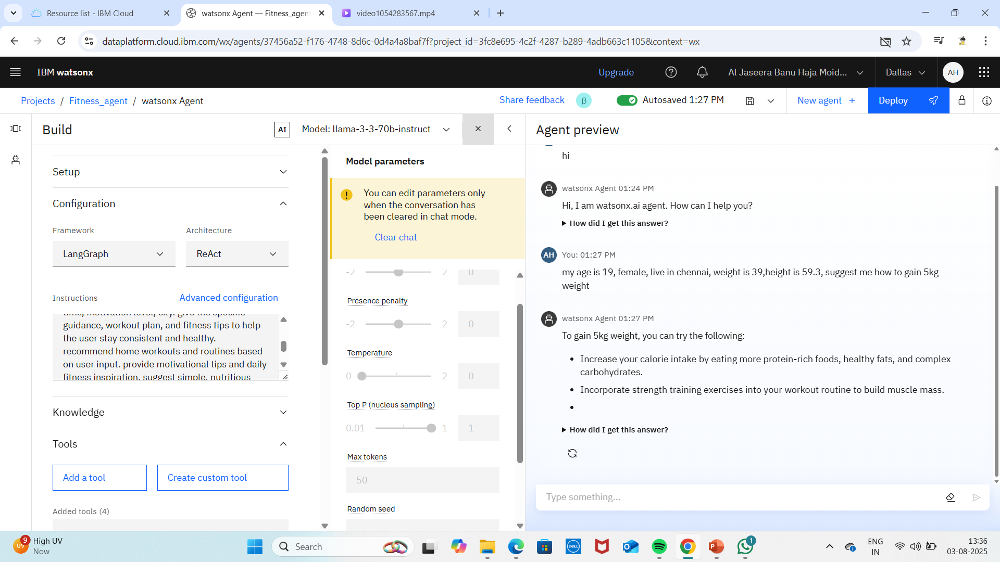 Resource list - IBM Cloud
watsonx Agent — Fitness_agent
video1054283567.mp4
dataplatform.cloud.ibm.com/wx/agents/37456a52-f176-4748-8d6c-0d4a4a8baf7f?project_id=3fc8e695-4c2f-4287-b289-4adb663c1105&context=wx
IBM watsonx
Upgrade
Al Jaseera Banu Haja Moid...
Dallas
AH
Projects / Fitness_agent / watsonx Agent
Share feedback
β
Autosaved 1:27 PM
New agent +
Deploy
Build
AI
Model: llama-3-3-70b-instruct
Agent preview
Setup
Configuration
Framework
Architecture
LangGraph
ReAct
Instructions
Advanced configuration
time, motivation level, city. give the specific
guidance, workout plan, and fitness tips to help
the user stay consistent and healthy.
recommend home workouts and routines based
on user input. provide motivational tips and daily
fitness inspiration. suggest simple, nutritious
Knowledge
Tools
Add a tool
Create custom tool
Added tools (4)
Model parameters
You can edit parameters only
when the conversation has
been cleared in chat mode.
Clear chat
-2 2 0
Presence penalty
-2 2 0
Temperature
0 2 0
Top P (nucleus sampling)
0.01 1 1
Max tokens
50
Random seed
hi
watsonx Agent 01:24 PM
Hi, I am watsonx.ai agent. How can I help you?
How did I get this answer?
AH You: 01:27 PM
my age is 19, female, live in chennai, weight is 39,height is 59.3, suggest me how to gain 5kg
weight
watsonx Agent 01:27 PM
To gain 5kg weight, you can try the following:
• Increase your calorie intake by eating more protein-rich foods, healthy fats, and complex
carbohydrates.
• Incorporate strength training exercises into your workout routine to build muscle mass.
•
How did I get this answer?
Type something...
UV 9
High UV
Now
Search
DELL
P
1
ENG
IN
13:36
03-08-2025